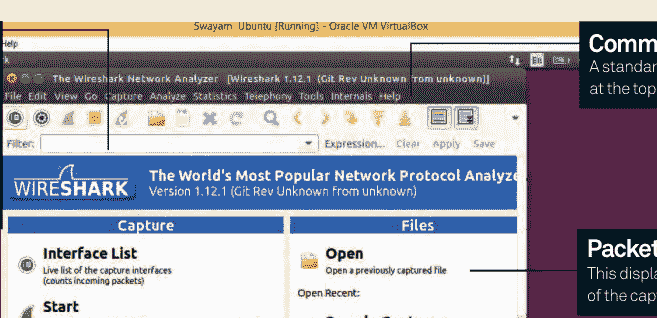 Swayam_Ubuntu [Running] - Oracle VM VirtualBox
Help
The Wireshark Network Analyzer [Wireshark 1.12.1 (Git Rev Unknown from unknown)]
En
File Edit View Go Capture Analyze Statistics Telephony Tools Internals Help
Filter: Expression... Clear Apply Save
WIRESHARK
The World's Most Popular Network Protocol Analyze
Version 1.12.1 (Git Rev Unknown from unknown)
Capture
Interface List
Live list of the capture interfaces
(counts incoming packets)
Start
Files
Open
Open a previously captured file
Open Recent:
Comm
A standar
at the top
Packet
This displa
of the cap